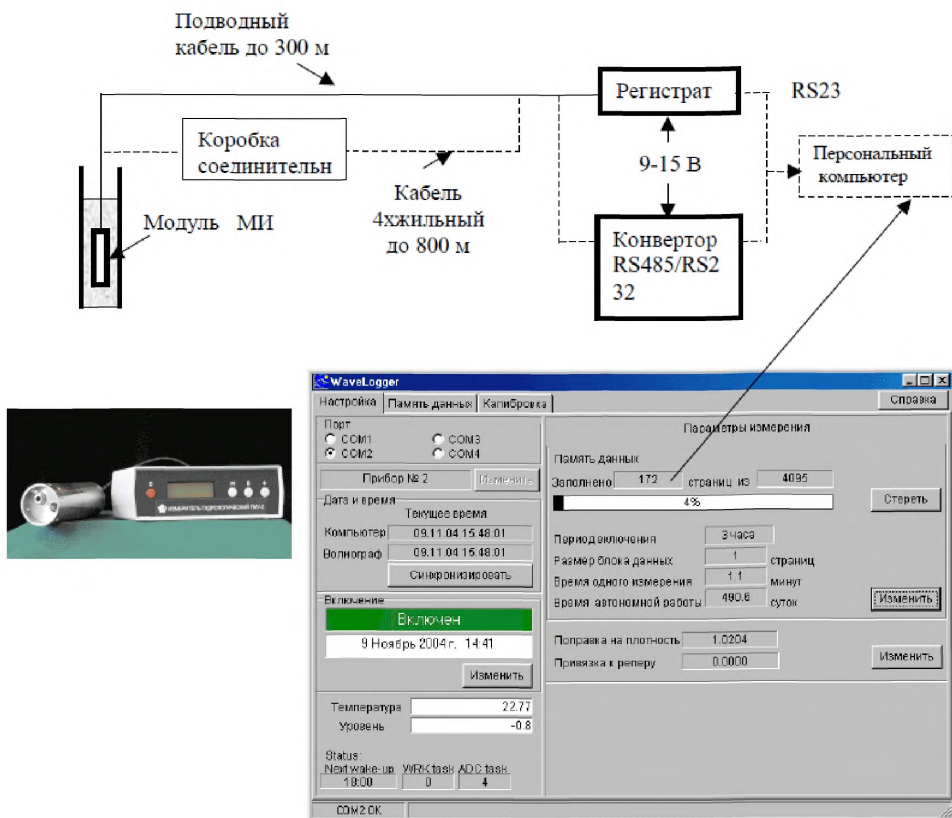 Подводный
кабель до 300 м
Регистрат
RS23
Коробка
соединительн
9-15 В
Персональный
компьютер
Кабель
4хжильный
до 800 м
Модуль МИ
Конвертор
RS485/RS2
32
WaveLogger
Настройка Память данных Калибровка
Справка
Порт
COM1 COM3
COM2 COM4
Прибор № 2 Изменить
Дата и время
Текущее время
Компьютер 09.11.04 15:48:01
Волнограф 09.11.04 15:48:01
Синхронизировать
Включение
Включен
9 Ноябрь 2004 г. 14:41
Изменить
Температура 22.77
Уровень -0.8
Status:
Next wake-up WRK task ADC task
18:00 0 4
COM2:OK
Параметры измерения
Память данных
Заполнено 172 страниц из 4095
4%
Стереть
Период включения 3 часа
Размер блока данных 1 страниц
Время одного измерения 1.1 минут
Время автономной работы 490.6 суток
Изменить
Поправка на плотность 1.0204
Привязка к реперу 0.0000
Изменить
ИЗМЕРИТЕЛЬ ГИДРОЛОГИЧЕСКИЙ